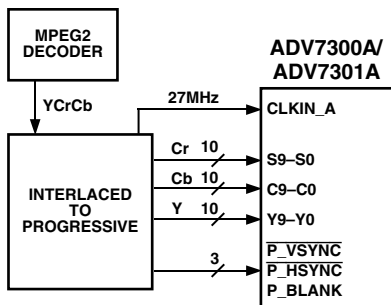 MPEG2
DECODER
YCrCb
INTERLACED
TO
PROGRESSIVE
27MHz
Cr 10
Cb 10
Y 10
3
ADV7300A/
ADV7301A
CLKIN_A
S9–S0
C9–C0
Y9–Y0
P_VSYNC
P_HSYNC
P_BLANK